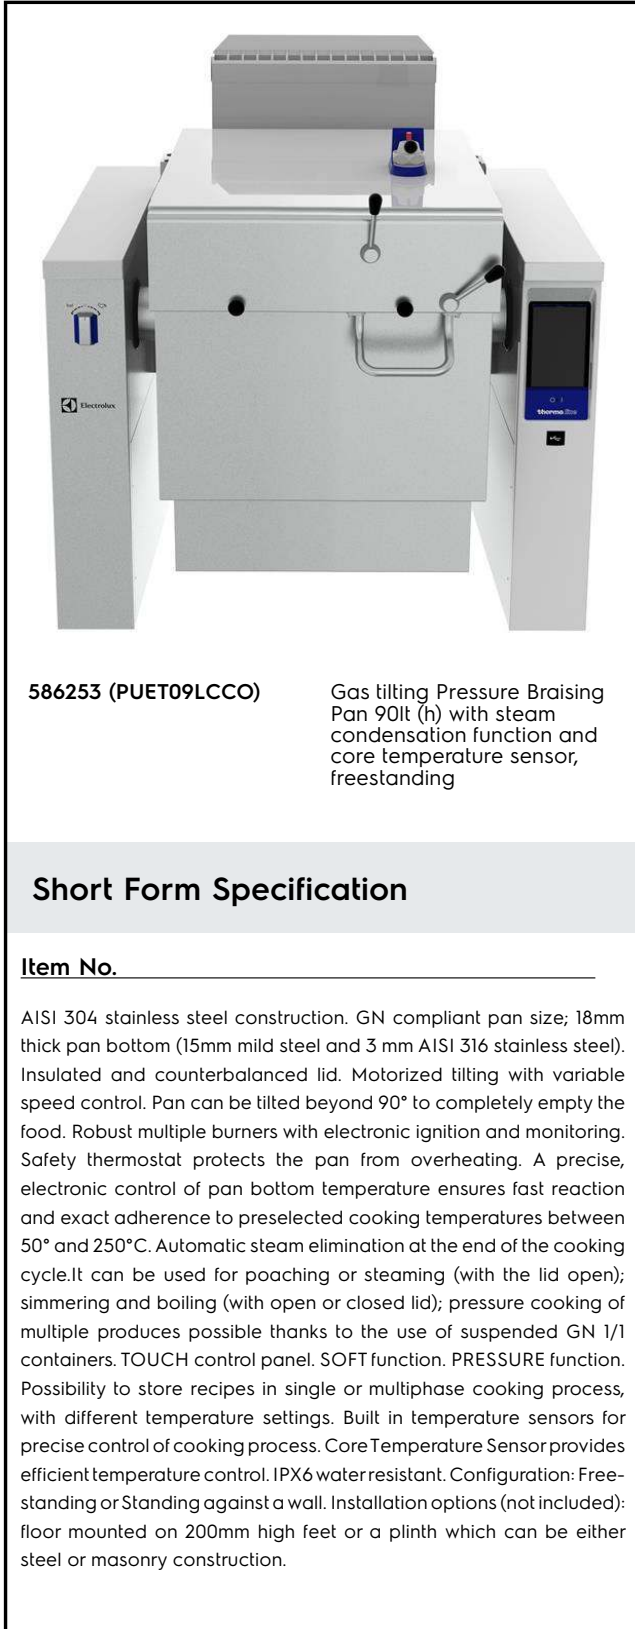 Electrolux
thermaline
586253 (PUET09LCCO)
Gas tilting Pressure Braising
Pan 90lt (h) with steam
condensation function and
core temperature sensor,
freestanding
Short Form Specification
Item No.
AISI 304 stainless steel construction. GN compliant pan size; 18mm
thick pan bottom (15mm mild steel and 3 mm AISI 316 stainless steel).
Insulated and counterbalanced lid. Motorized tilting with variable
speed control. Pan can be tilted beyond 90° to completely empty the
food. Robust multiple burners with electronic ignition and monitoring.
Safety thermostat protects the pan from overheating. A precise,
electronic control of pan bottom temperature ensures fast reaction
and exact adherence to preselected cooking temperatures between
50° and 250°C. Automatic steam elimination at the end of the cooking
cycle.It can be used for poaching or steaming (with the lid open);
simmering and boiling (with open or closed lid); pressure cooking of
multiple produces possible thanks to the use of suspended GN 1/1
containers. TOUCH control panel. SOFT function. PRESSURE function.
Possibility to store recipes in single or multiphase cooking process,
with different temperature settings. Built in temperature sensors for
precise control of cooking process. Core Temperature Sensor provides
efficient temperature control. IPX6 water resistant. Configuration: Free-
standing or Standing against a wall. Installation options (not included):
floor mounted on 200mm high feet or a plinth which can be either
steel or masonry construction.